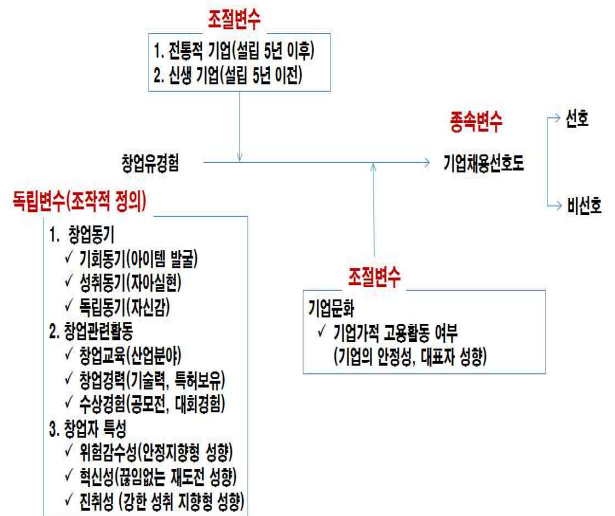 조절변수
1. 전통적 기업(설립 5년 이후)
2. 신생 기업(설립 5년 이전)
종속변수
선호
창업유경험
기업채용선호도
비선호
독립변수(조작적 정의)
1. 창업동기
✓ 기회동기(아이템 발굴)
✓ 성취동기(자아실현)
✓ 독립동기(자신감)
2. 창업관련활동
✓ 창업교육(산업분야)
✓ 창업경력(기술력, 특허보유)
✓ 수상경험(공모전, 대회경험)
3. 창업자 특성
✓ 위험감수성(안정지향형 성향)
✓ 혁신성(끊임없는 재도전 성향)
✓ 진취성 (강한 성취 지향형 성향)
조절변수
기업문화
✓ 기업가적 고용활동 여부
(기업의 안정성, 대표자 성향)